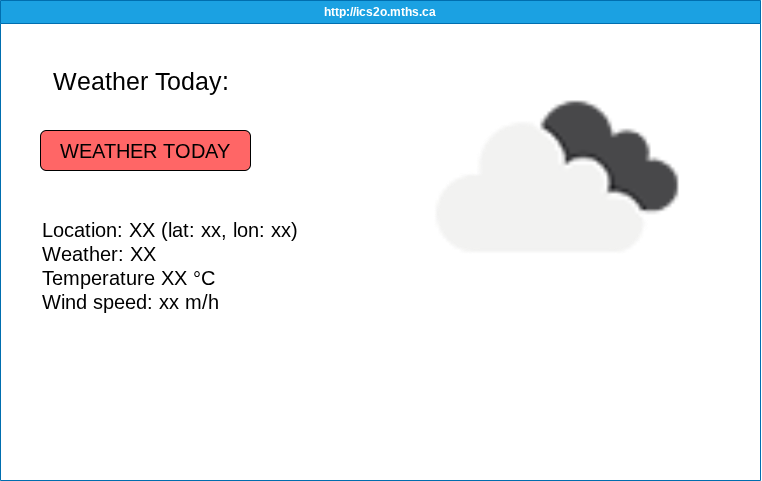 http://ics2o.mths.ca
Weather Today:
WEATHER TODAY
Location: XX (lat: xx, lon: xx)
Weather: XX
Temperature XX °C
Wind speed: xx m/h